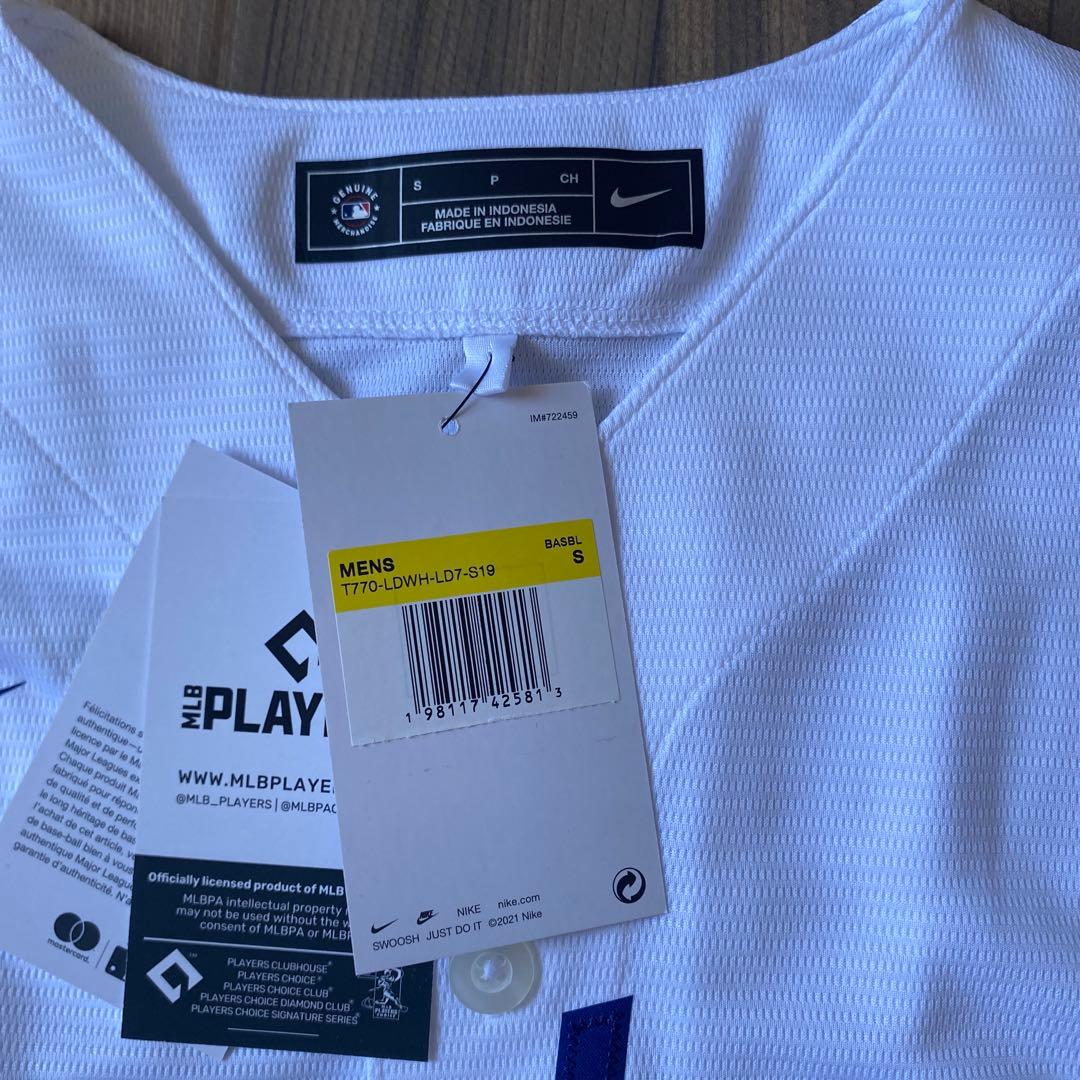 GENUINE
MERCHANDISE
S P CH
MADE IN INDONESIA
FABRIQUE EN INDONESIE
IM#722459
MENS BASBL
T770-LDWH-LD7-S19 S
1 98117 42581 3
SWOOSH JUST DO IT ©2021 Nike
NIKE nike.com
MLB
WWW.MLBPLAYE
@MLB_PLAYERS | @MLBPAC
Officially licensed product of MLB
MLBPA intellectual property
may not be used without the
consent of MLBPA or
PLAYERS CLUBHOUSE®
PLAYERS CHOICE®
PLAYERS CHOICE CLUB®
PLAYERS CHOICE DIAMOND CLUB®
PLAYERS CHOICE SIGNATURE SERIES®
MLB
PLAYERS
CHOICE
Félicitations
authentique—
licence par le
Major Leagues
Chaque produit
fabriqué pour
de qualité et de
le long héritage de
l'achat de cet article,
de base-ball bien à vous
authentique Major
garantie d'authenticité.
mastercard.